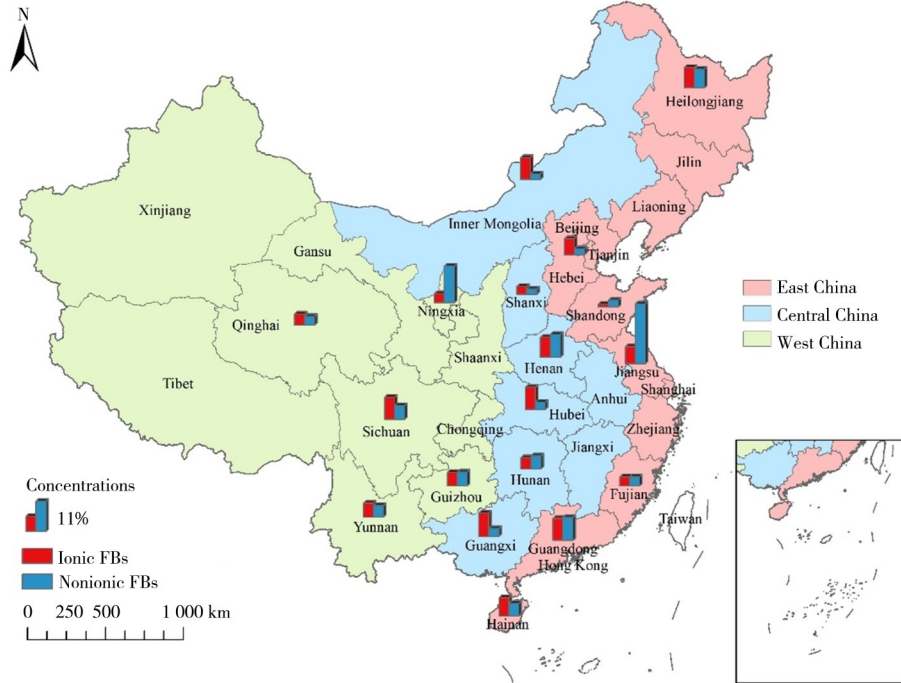 N
Heilongjiang
Jilin
Xinjiang
Liaoning
Inner Mongolia
Beijing
Gansu
Tianjin
Hebei
East China
Ningxia
Shanxi
Shandong
Central China
Qinghai
West China
Shaanxi
Henan
Jiangsu
Tibet
Shanghai
Anhui
Hubei
Sichuan
Chongqing
Zhejiang
Jiangxi
Hunan
Concentrations
Guizhou
Fujian
11%
Yunnan
Taiwan
Guangxi
Guangdong
Ionic FBs
Hong Kong
Nonionic FBs
0 250 500 1 000 km
Hainan